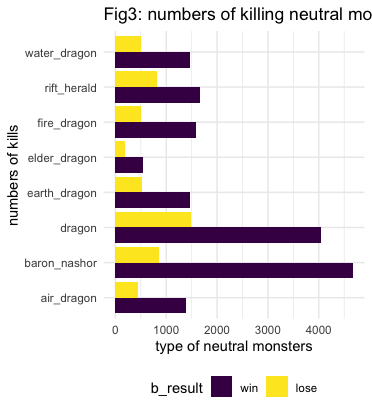 Fig3: numbers of killing neutral mo
numbers of kills
water_dragon
rift_herald
fire_dragon
elder_dragon
earth_dragon
dragon
baron_nashor
air_dragon
0 1000 2000 3000 4000
type of neutral monsters
b_result win lose